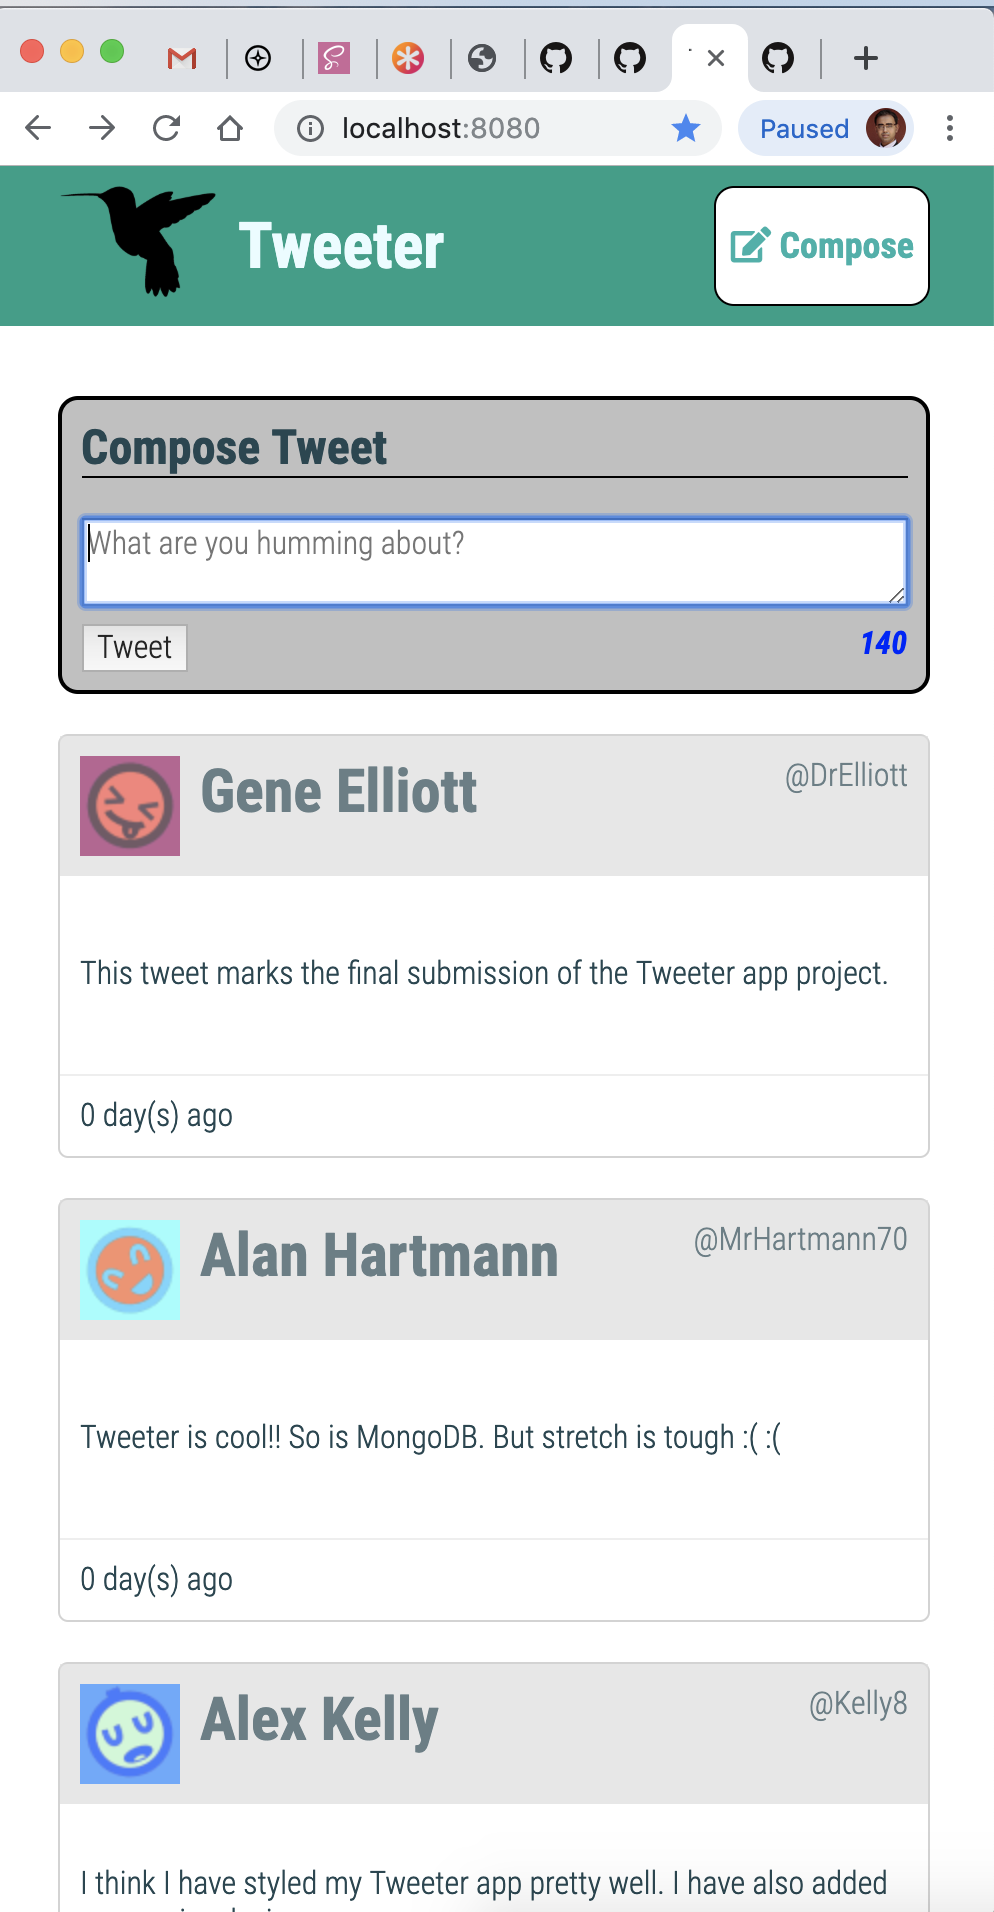 localhost:8080
Paused
Tweeter
Compose
Compose Tweet
What are you humming about?
Tweet
140
Gene Elliott
@DrElliott
This tweet marks the final submission of the Tweeter app project.
0 day(s) ago
Alan Hartmann
@MrHartmann70
Tweeter is cool!! So is MongoDB. But stretch is tough :( :(
0 day(s) ago
Alex Kelly
@Kelly8
I think I have styled my Tweeter app pretty well. I have also added